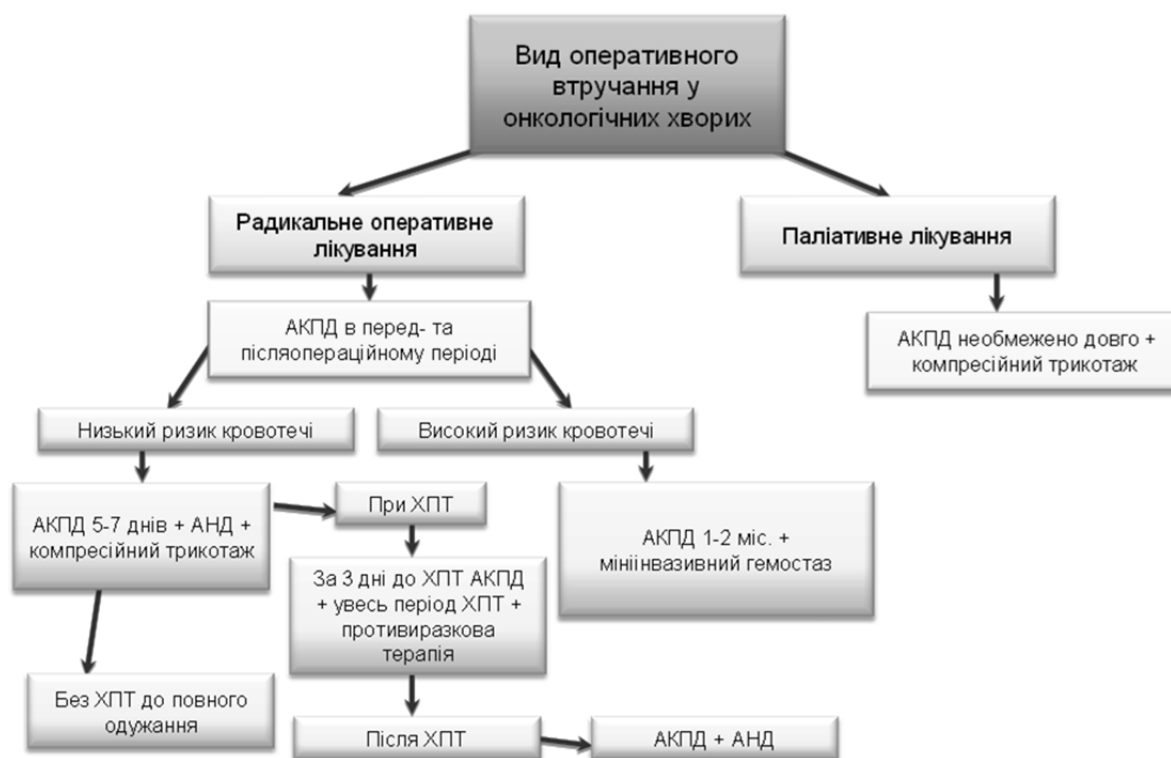 Вид оперативного
втручання у
онкологічних хворих
Радикальне оперативне
лікування
Паліативне лікування
АКПД в перед- та
післяопераційному періоді
АКПД необмежено довго +
компресійний трикотаж
Низький ризик кровотечі
Високий ризик кровотечі
АКПД 5-7 днів + АНД +
компресійний трикотаж
При ХПТ
АКПД 1-2 міс. +
мініінвазивний гемостаз
За 3 дні до ХПТ АКПД
+ увесь період ХПТ +
противиразкова
терапія
Без ХПТ до повного
одужання
Після ХПТ
АКПД + АНД